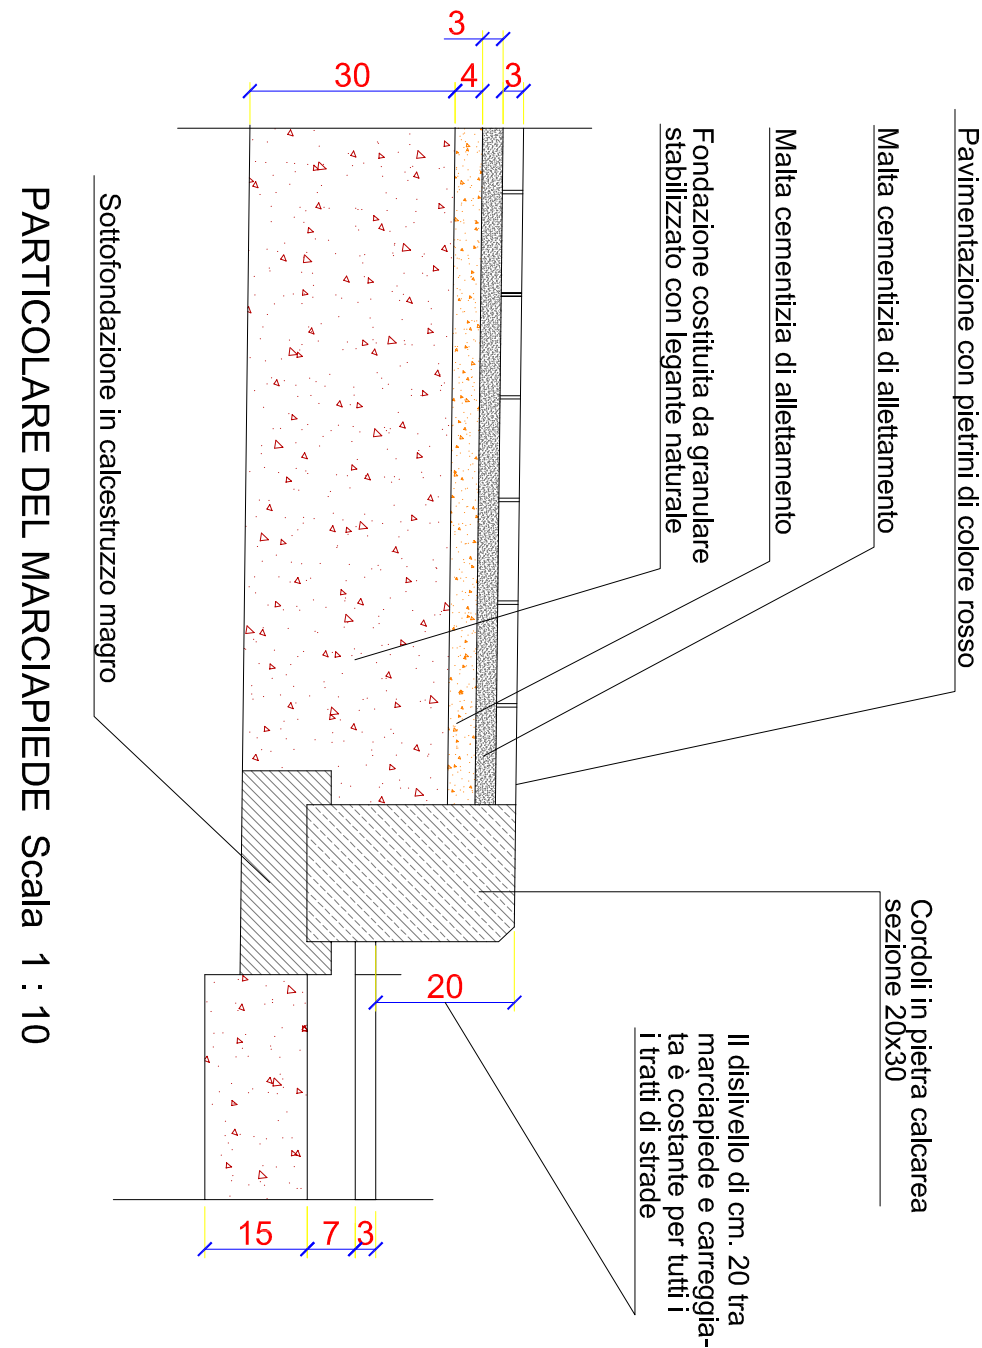 Pavimentazione con pietrini di colore rosso
Malta cementizia di allettamento
Malta cementizia di allettamento
Fondazione costituita da granulare
stabilizzato con legante naturale
Cordoli in pietra calcarea
sezione 20x30
Il dislivello di cm. 20 tra
marciapiede e carreggia-
ta è costante per tutti i
i tratti di strade
3
30
4
3
20
15
7
3
Sottofondazione in calcestruzzo magro
PARTICOLARE DEL MARCIAPIEDE Scala 1 : 10